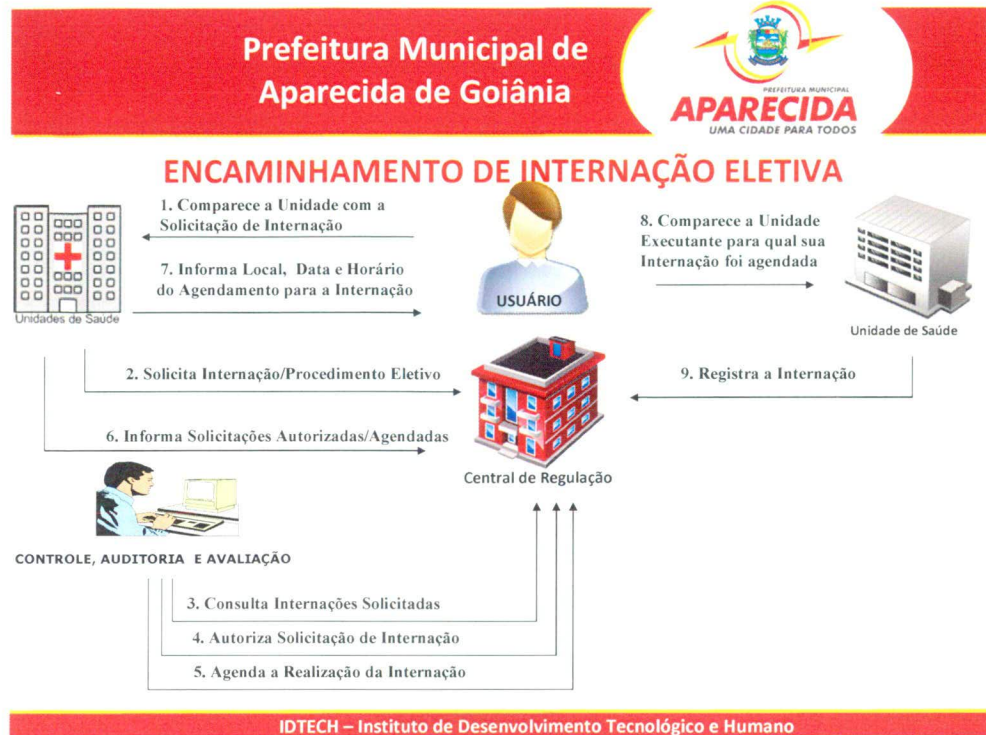 Prefeitura Municipal de
Aparecida de Goiânia
PREFEITURA MUNICIPAL
APARECIDA
UMA CIDADE PARA TODOS
ENCAMINHAMENTO DE INTERNAÇÃO ELETIVA
1. Comparece a Unidade com a
Solicitação de Internação
7. Informa Local, Data e Horário
do Agendamento para a Internação
Unidades de Saúde
USUÁRIO
8. Comparece a Unidade
Executante para qual sua
Internação foi agendada
Unidade de Saúde
2. Solicita Internação/Procedimento Eletivo
9. Registra a Internação
6. Informa Solicitações Autorizadas/Agendadas
Central de Regulação
CONTROLE, AUDITORIA E AVALIAÇÃO
3. Consulta Internações Solicitadas
4. Autoriza Solicitação de Internação
5. Agenda a Realização da Internação
IDTECH – Instituto de Desenvolvimento Tecnológico e Humano